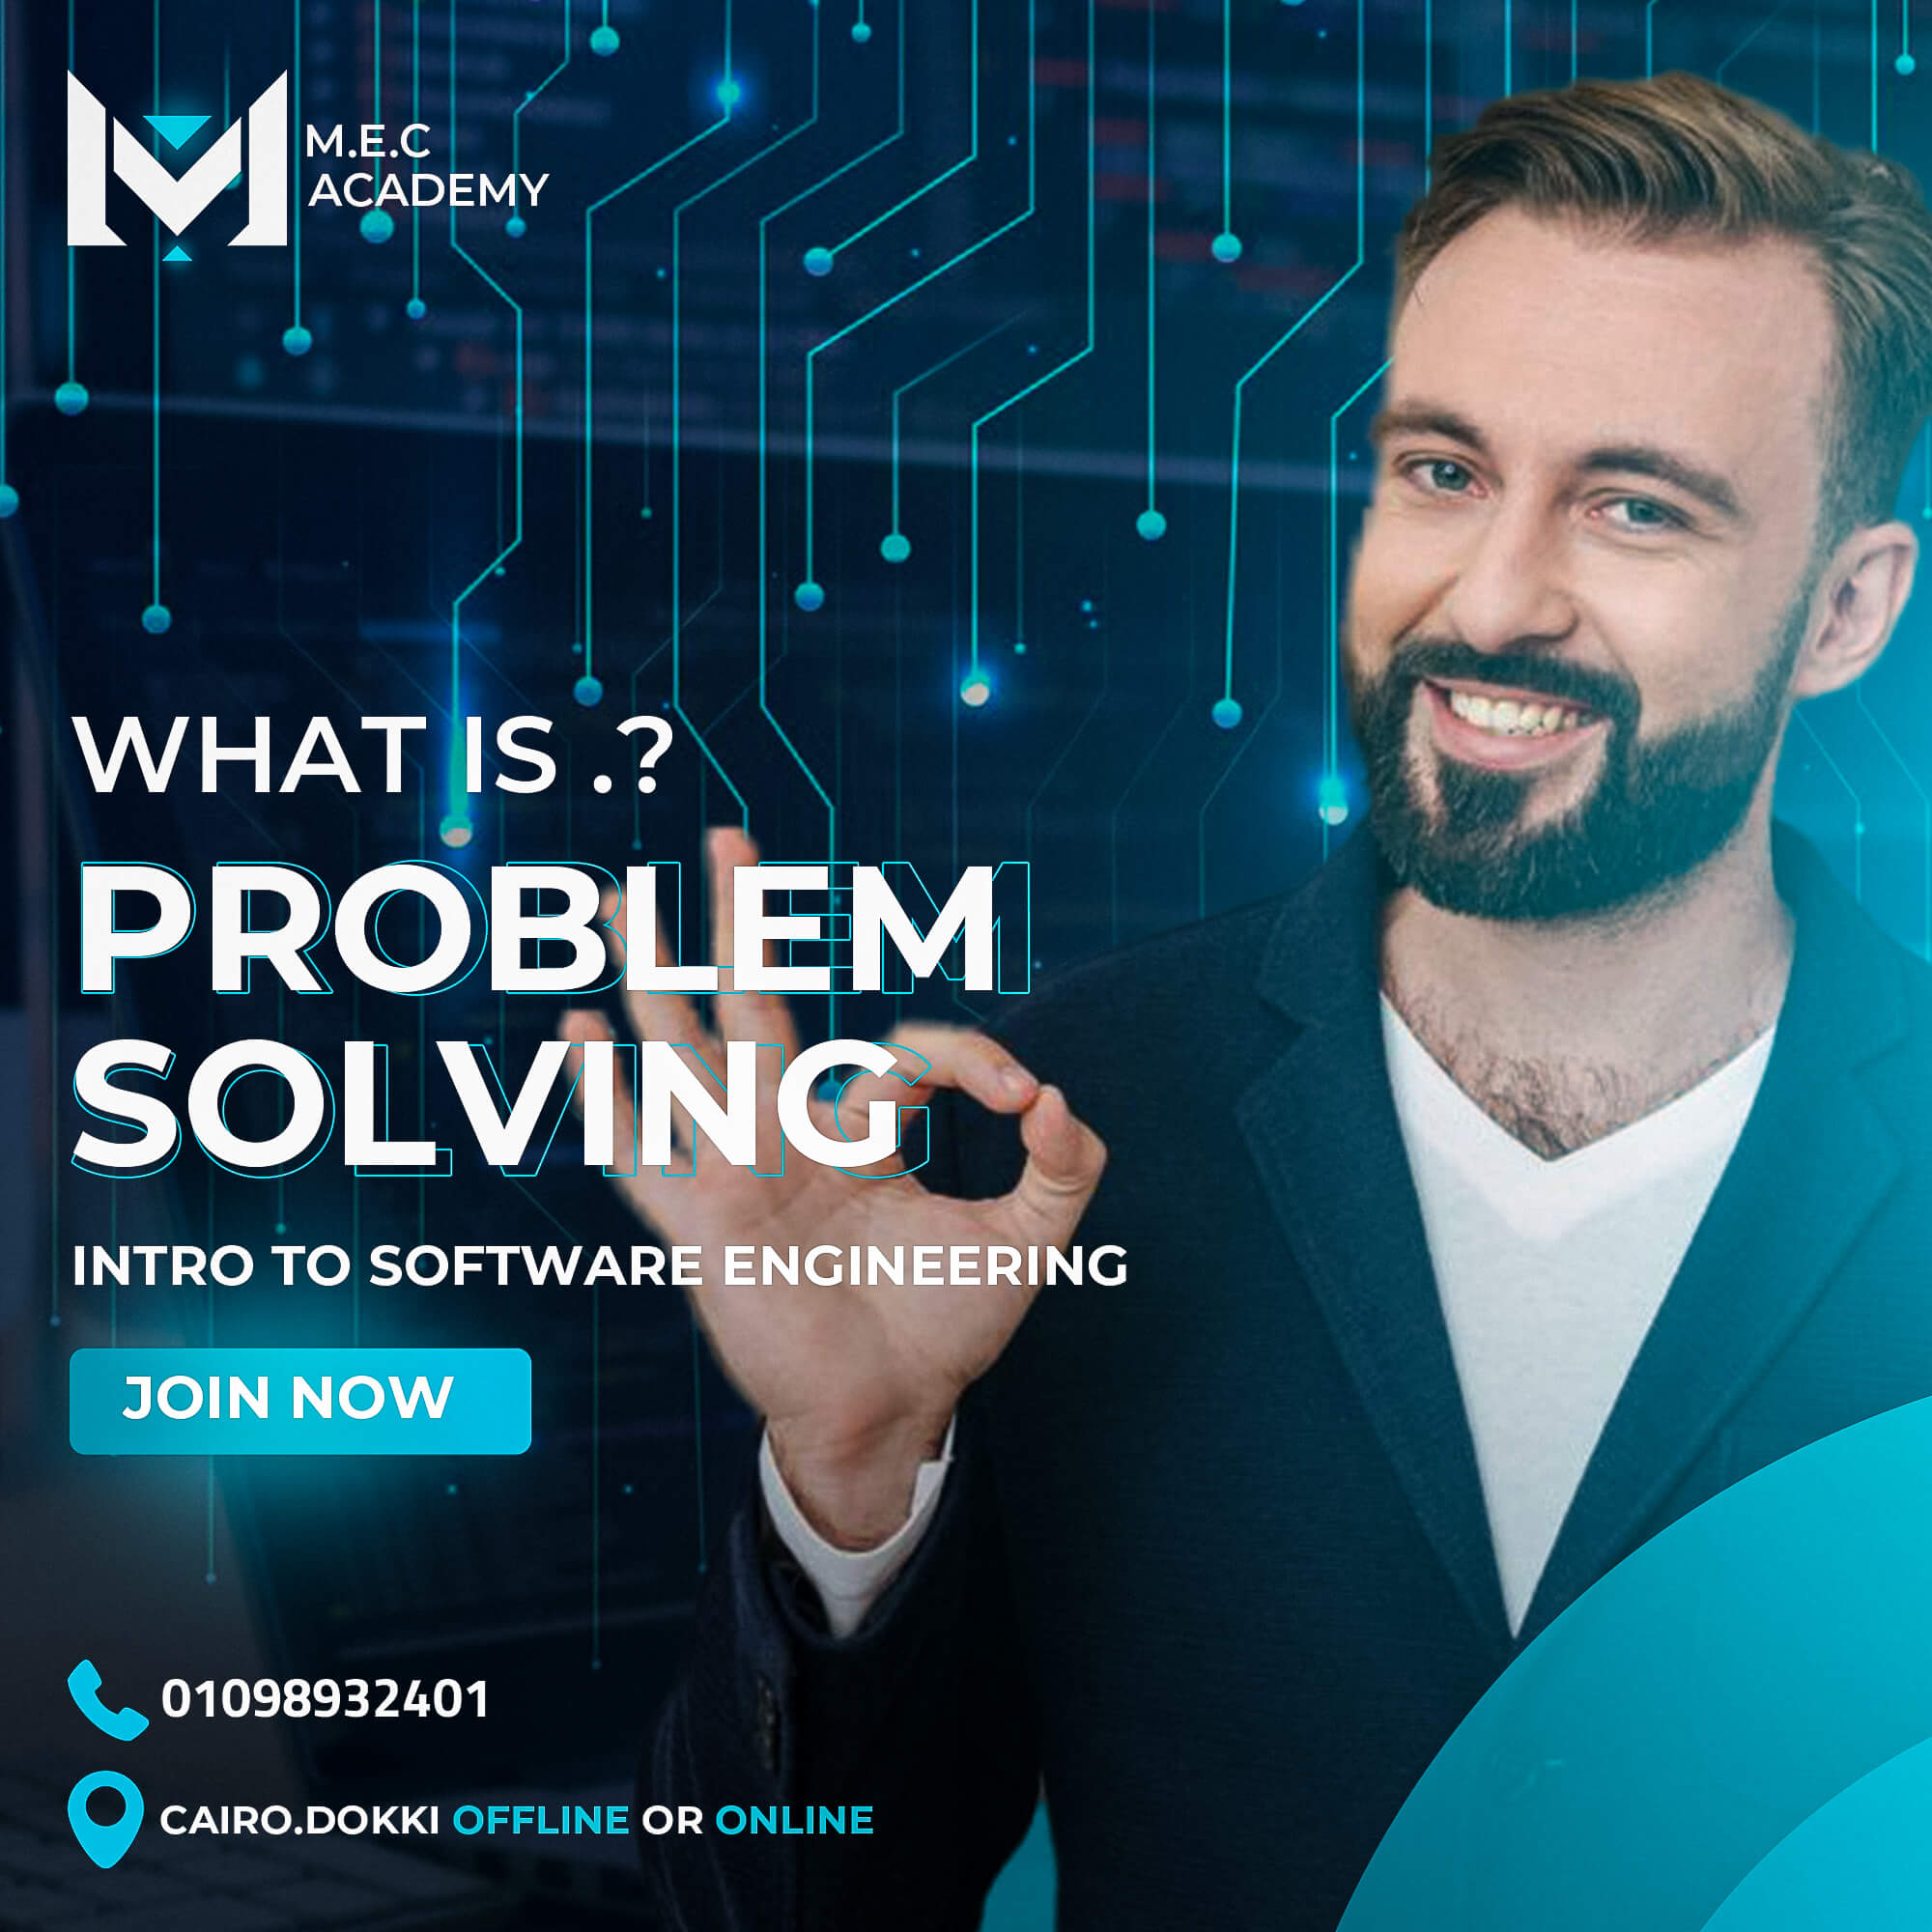 M.E.C
ACADEMY
WHAT IS .?
PROBLEM
SOLVING
INTRO TO SOFTWARE ENGINEERING
JOIN NOW
01098932401
CAIRO.DOKKI OFFLINE OR ONLINE